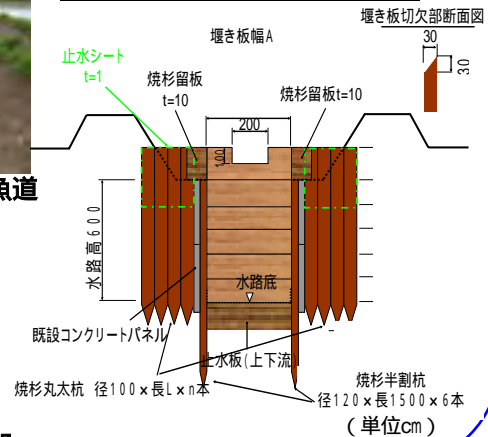 堰き板切欠部断面図
30
30
堰き板幅A
止水シート
t=1
焼杉留板
t=10
焼杉留板t=10
200
100
魚道
水路高600
水路底
既設コンクリートパネル
止水板(上下流)
焼杉丸太杭 径100×長L×n本
焼杉半割杭
径120×長1500×6本
(単位cm)